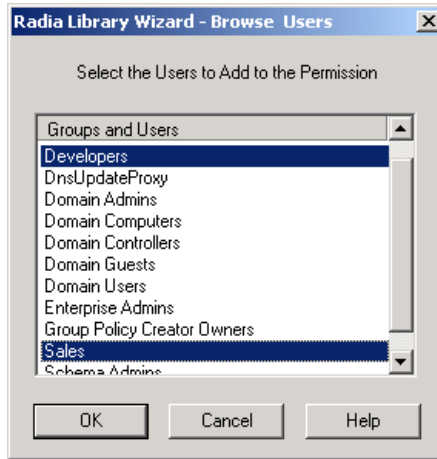 Radia Library Wizard - Browse Users
Select the Users to Add to the Permission
Groups and Users
Developers
DnsUpdateProxy
Domain Admins
Domain Computers
Domain Controllers
Domain Guests
Domain Users
Enterprise Admins
Group Policy Creator Owners
Sales
Schema Admins
OK Cancel Help